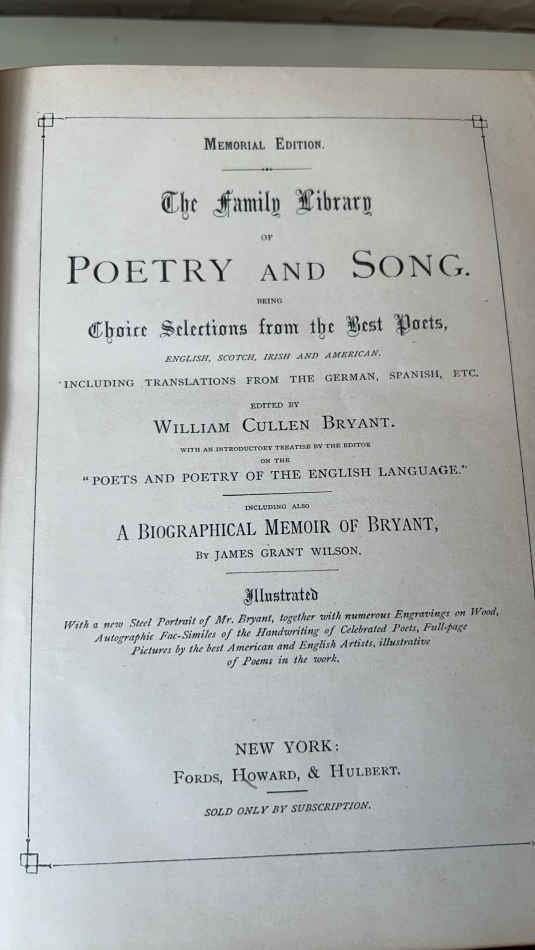 MEMORIAL EDITION.
The Family Library
OF
POETRY AND SONG.
BEING
Choice Selections from the Best Poets,
ENGLISH, SCOTCH, IRISH AND AMERICAN,
INCLUDING TRANSLATIONS FROM THE GERMAN, SPANISH, ETC.
EDITED BY
WILLIAM CULLEN BRYANT.
WITH AN INTRODUCTORY TREATISE BY THE EDITOR
ON THE
"POETS AND POETRY OF THE ENGLISH LANGUAGE."
INCLUDING ALSO
A BIOGRAPHICAL MEMOIR OF BRYANT,
BY JAMES GRANT WILSON.
Illustrated
With a new Steel Portrait of Mr. Bryant, together with numerous Engravings on Wood,
Autographic Fac-Similes of the Handwriting of Celebrated Poets, Full-page
Pictures by the best American and English Artists, illustrative
of Poems in the work.
NEW YORK:
FORDS, HOWARD, & HULBERT.
SOLD ONLY BY SUBSCRIPTION.